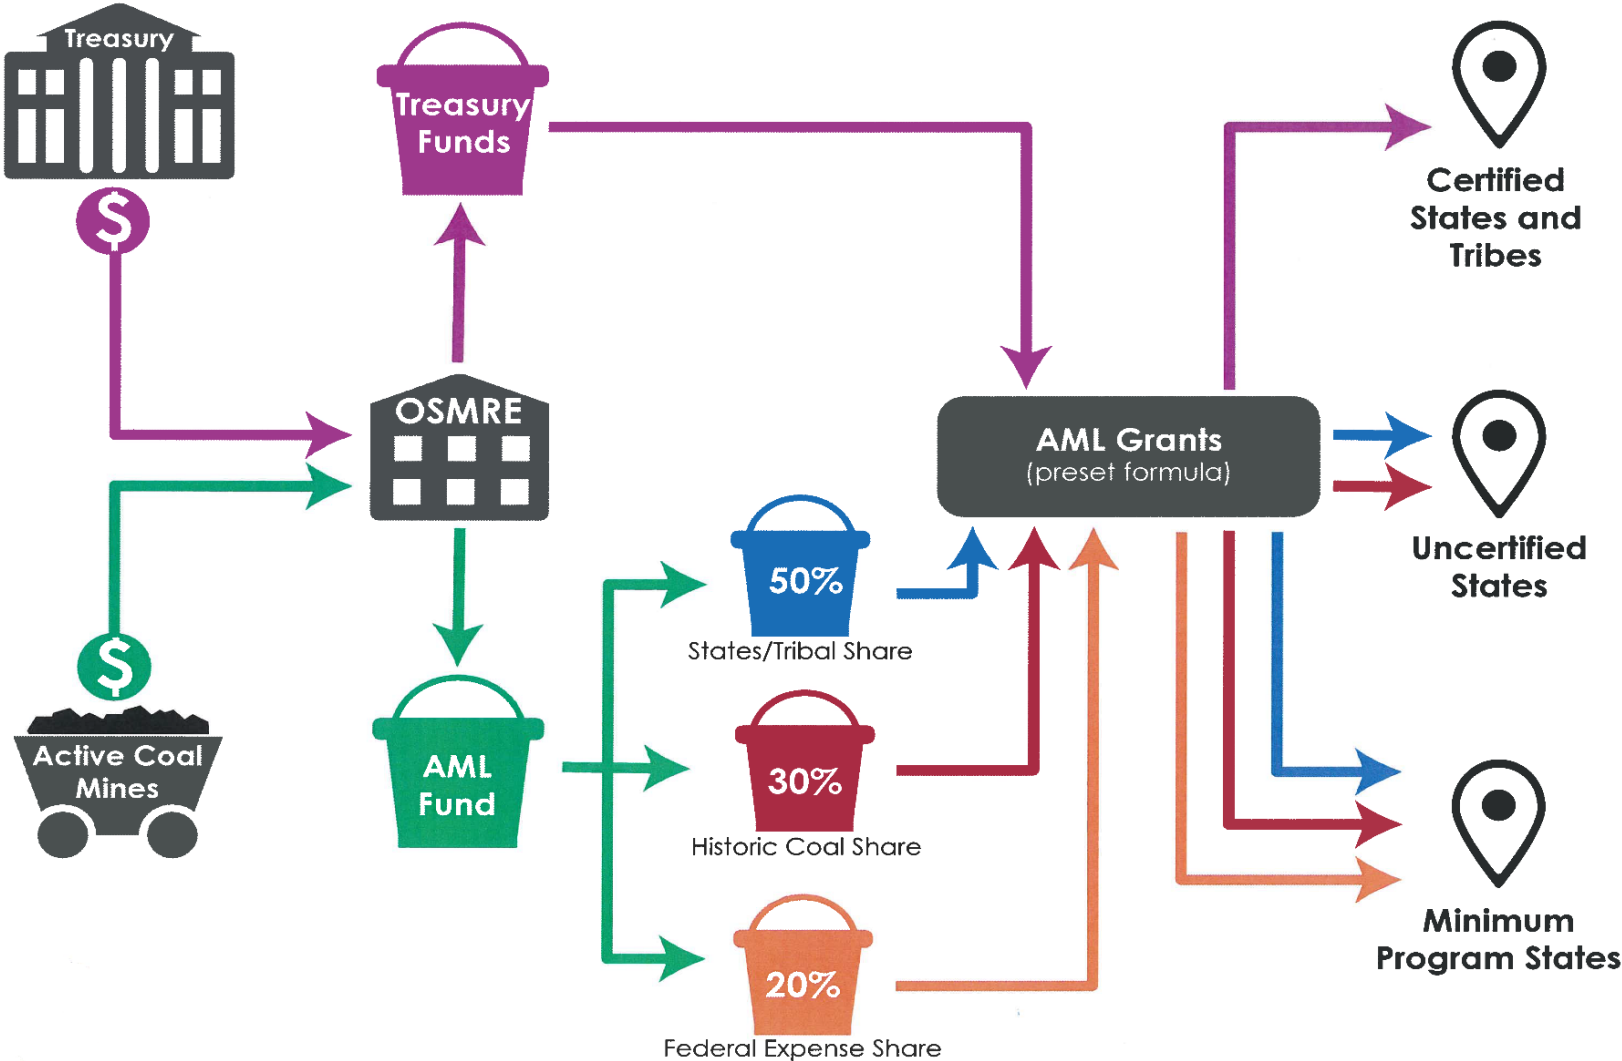 Treasury
$
Treasury
Funds
Certified
States and
Tribes
OSMRE
AML Grants
(preset formula)
Uncertified
States
50%
States/Tribal Share
$
Active Coal
Mines
AML
Fund
30%
Historic Coal Share
20%
Federal Expense Share
Minimum
Program States